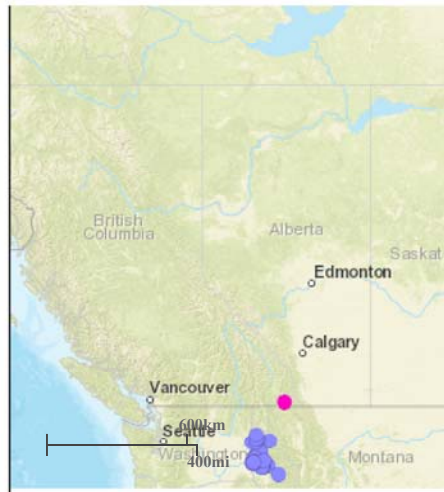 British
Columbia
Alberta
Saskat
Edmonton
Calgary
Vancouver
600km
Seattle
Washington
400mi
Montana